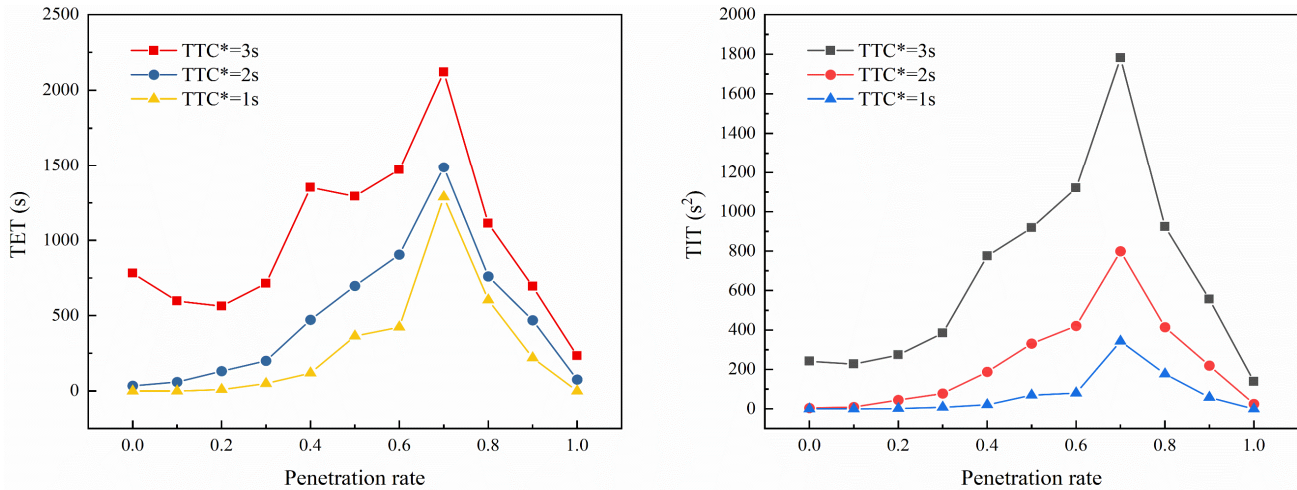 2500
2000
1500
1000
500
0
TET (s)
TTC*=3s
TTC*=2s
TTC*=1s
0.0 0.2 0.4 0.6 0.8 1.0
Penetration rate
2000
1800
1600
1400
1200
1000
800
600
400
200
0
TIT (s²)
TTC*=3s
TTC*=2s
TTC*=1s
0.0 0.2 0.4 0.6 0.8 1.0
Penetration rate